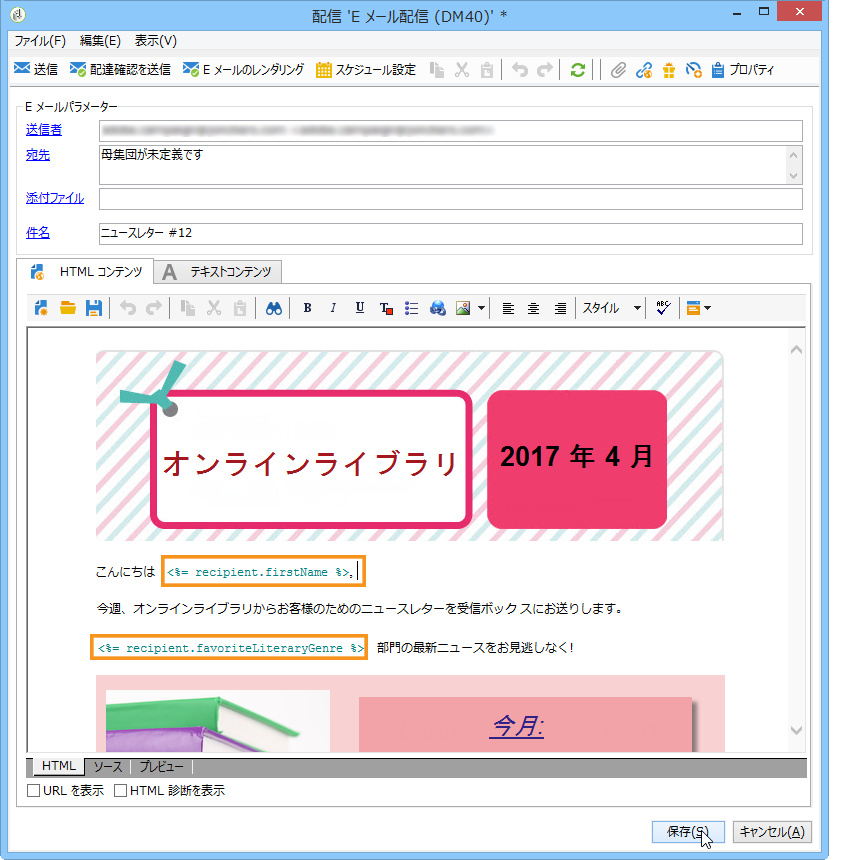 配信 'E メール配信 (DM40)' *
ファイル(F) 編集(E) 表示(V)
送信 配達確認を送信 E メールのレンダリング スケジュール設定 プロパティ
E メールパラメーター
送信者
宛先 母集団が未定義です
添付ファイル
件名 ニュースレター #12
HTML コンテンツ A テキストコンテンツ
B I U T スタイル ABC
オンラインライブラリ
2017 年 4 月
こんにちは <%= recipient.firstName %>,
今週、オンラインライブラリからお客様のためのニュースレターを受信ボックスにお送りします。
<%= recipient.favoriteLiteraryGenre %> 部門の最新ニュースをお見逃しなく!
今月:
HTML ソース プレビュー
URL を表示 HTML 診断を表示
保存(S) キャンセル(A)